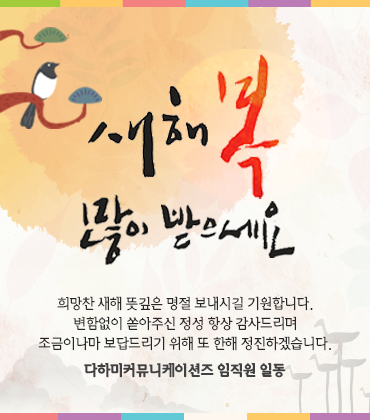 새해 복
많이 받으세요
희망찬 새해 뜻깊은 명절 보내시길 기원합니다.
변함없이 쏟아주신 정성 항상 감사드리며
조금이나마 보답드리기 위해 또 한해 정진하겠습니다.
다하미커뮤니케이션즈 임직원 일동